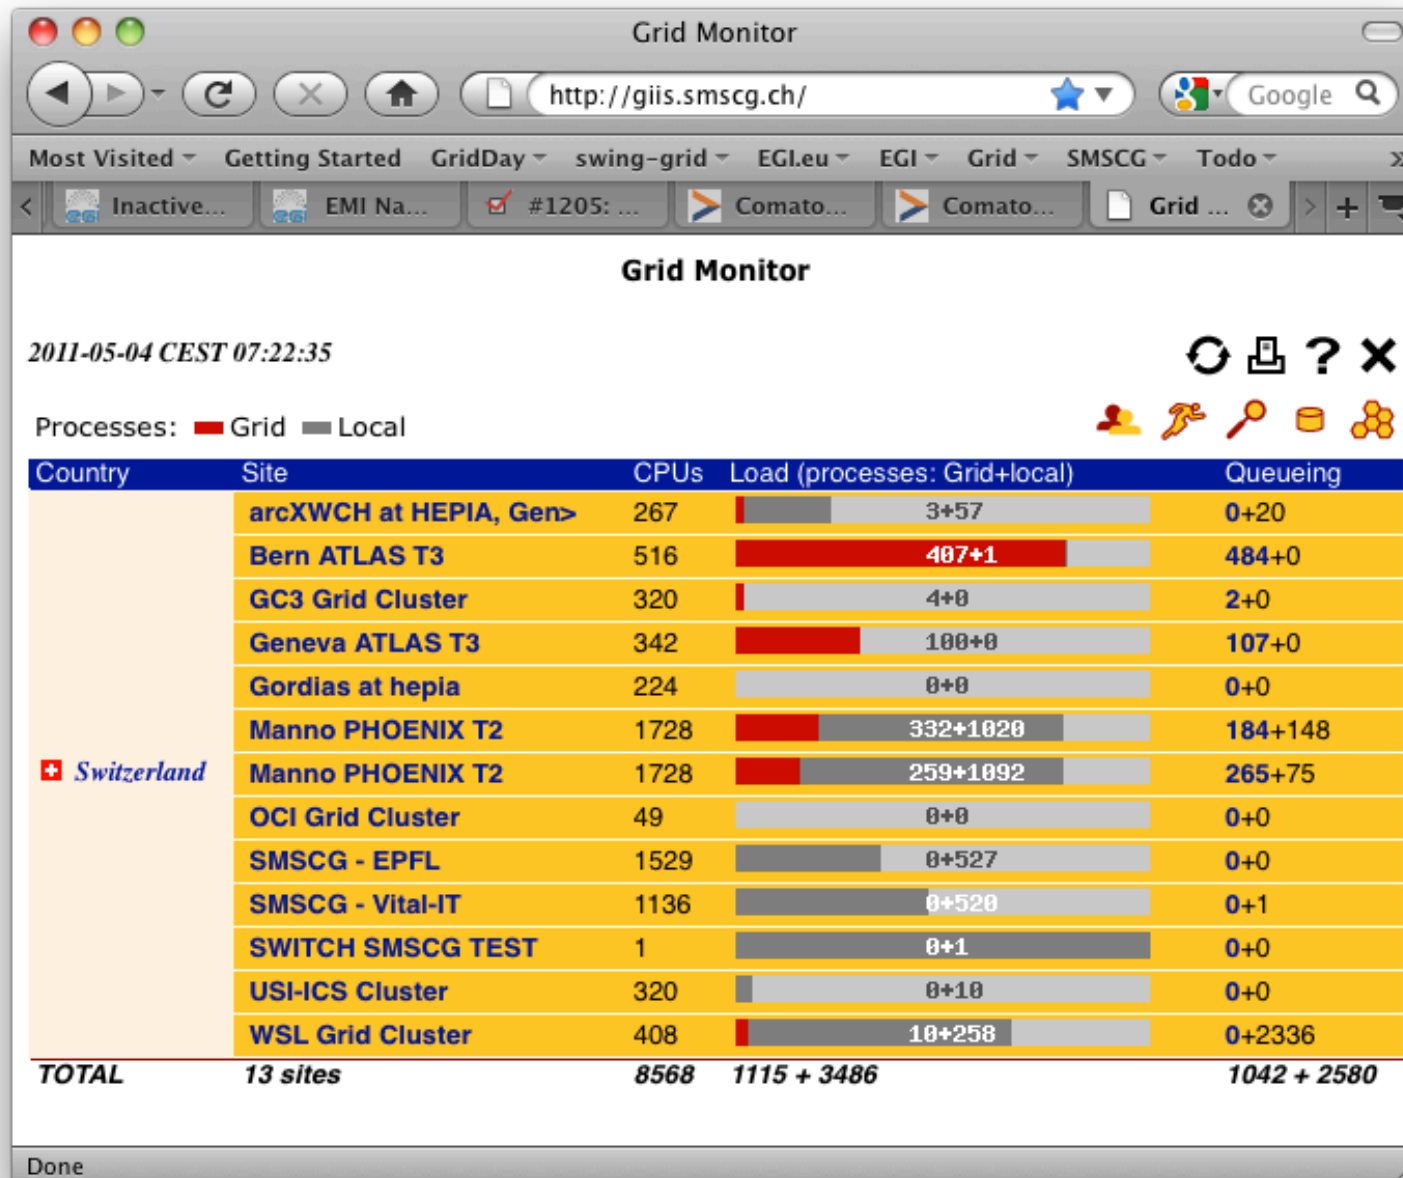 Grid Monitor
http://giis.smscg.ch/ Google
Most Visited Getting Started GridDay swing-grid EGI.eu EGI Grid SMSCG Todo »
Inactive... EMI Na... #1205: ... Comato... Comato... Grid ...
Grid Monitor
2011-05-04 CEST 07:22:35
Processes: Grid Local
Country Site CPUs Load (processes: Grid+local) Queueing
arcXWCH at HEPIA, Gen> 267 3+57 0+20
Bern ATLAS T3 516 407+1 484+0
GC3 Grid Cluster 320 4+0 2+0
Geneva ATLAS T3 342 100+0 107+0
Gordias at hepia 224 0+0 0+0
Manno PHOENIX T2 1728 332+1020 184+148
Switzerland Manno PHOENIX T2 1728 259+1092 265+75
OCI Grid Cluster 49 0+0 0+0
SMSCG - EPFL 1529 0+527 0+0
SMSCG - Vital-IT 1136 0+520 0+1
SWITCH SMSCG TEST 1 0+1 0+0
USI-ICS Cluster 320 0+10 0+0
WSL Grid Cluster 408 10+258 0+2336
TOTAL 13 sites 8568 1115 + 3486 1042 + 2580
Done